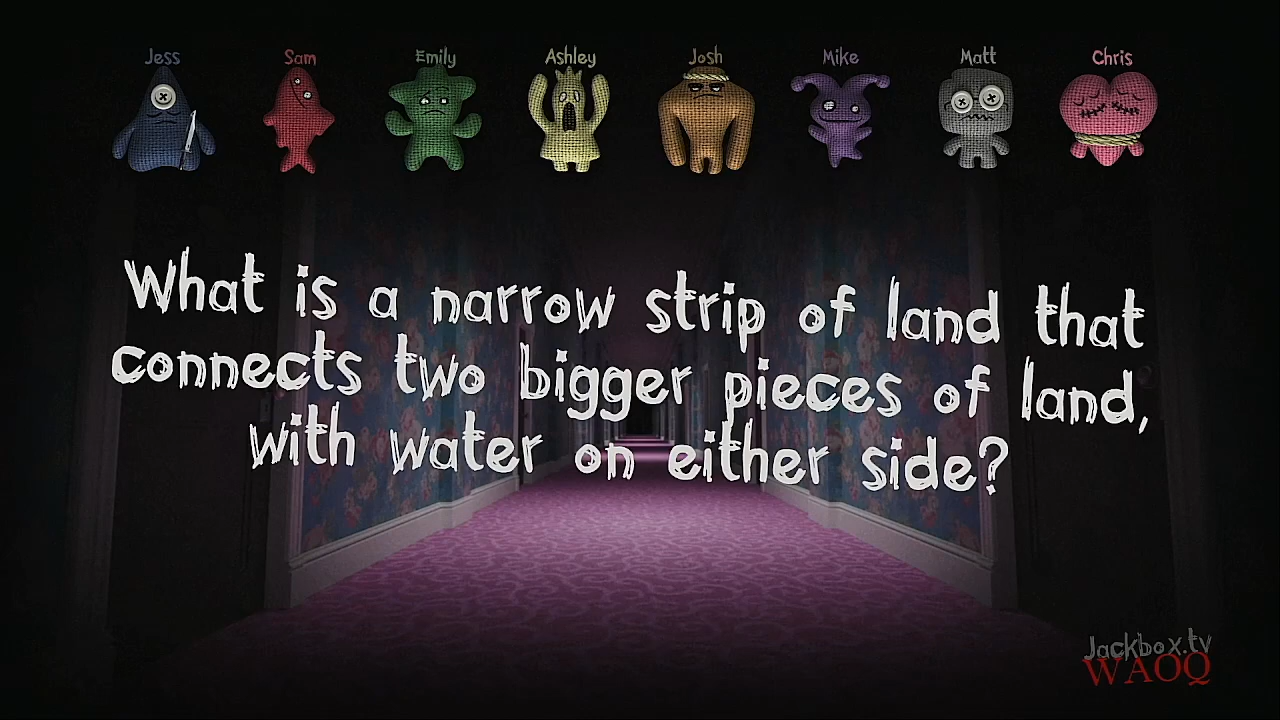 Jess Sam Emily Ashley Josh Mike Matt Chris
What is a narrow strip of land that
connects two bigger pieces of land,
with water on either side?
Jackbox.tv
WAOQ